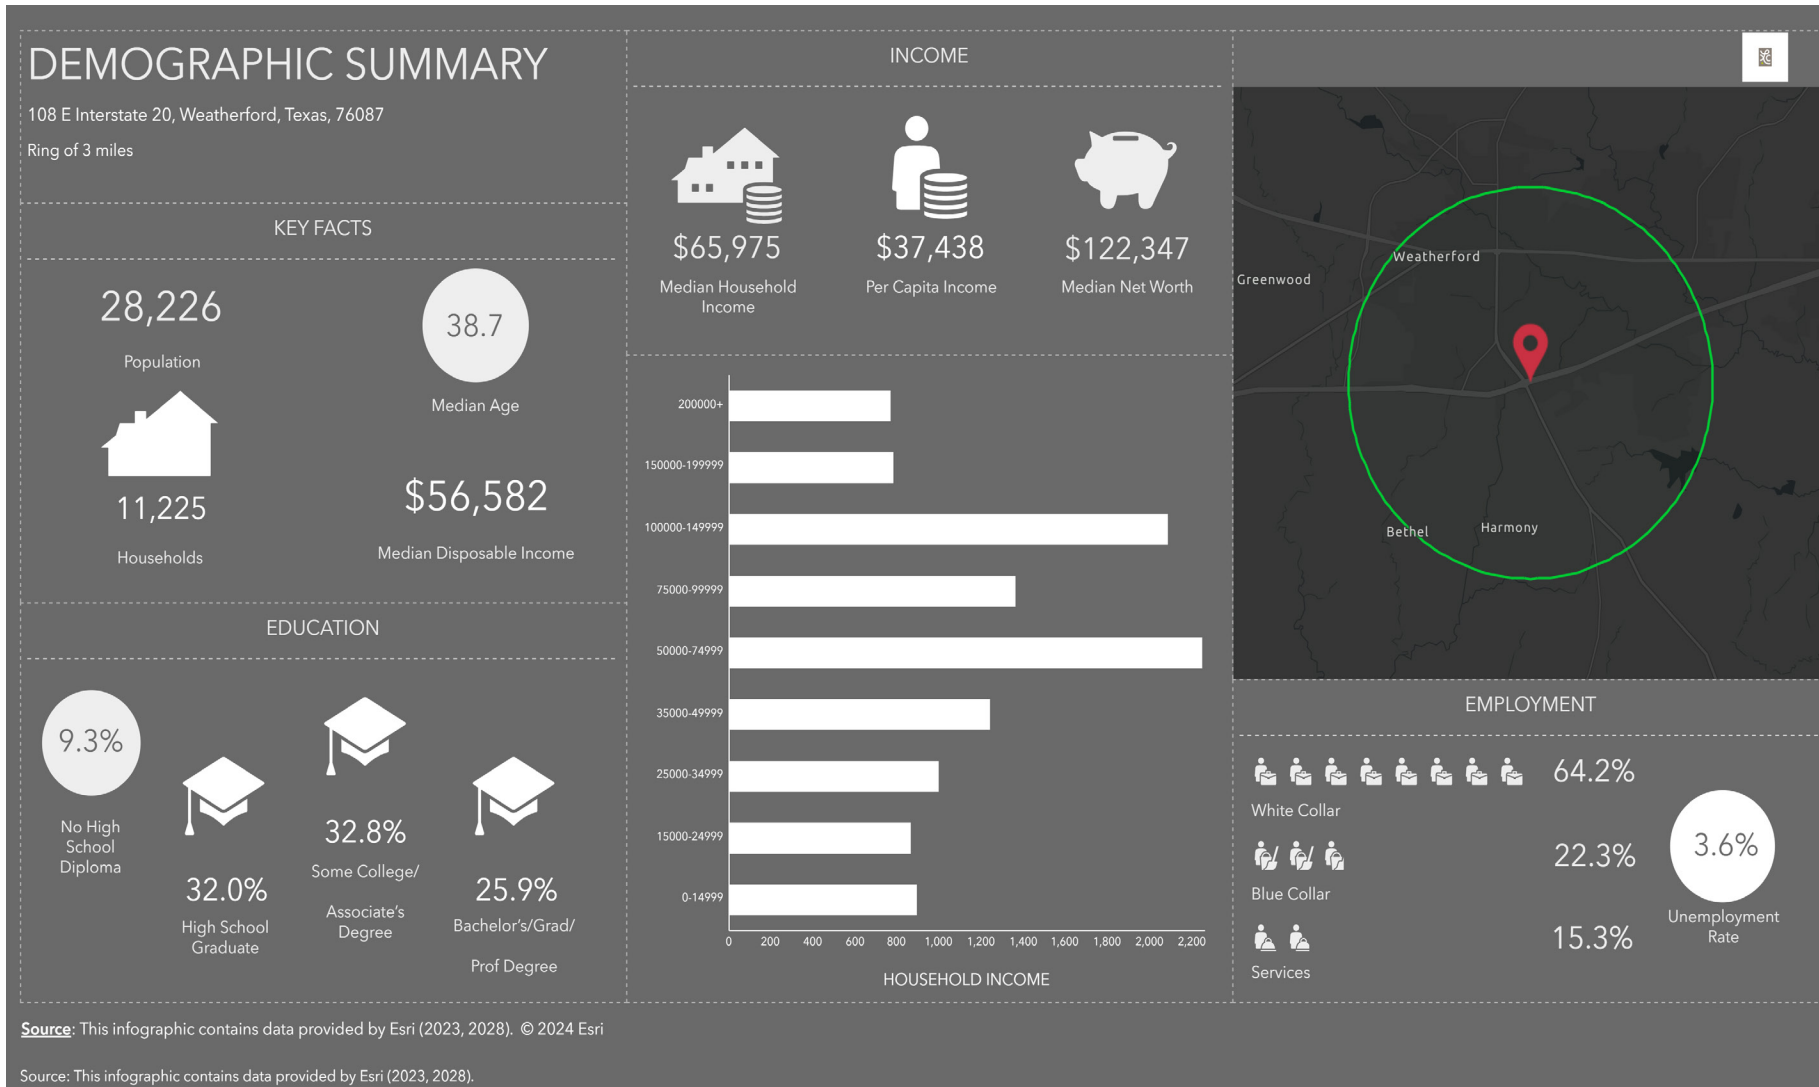 DEMOGRAPHIC SUMMARY
108 E Interstate 20, Weatherford, Texas, 76087
Ring of 3 miles
KEY FACTS
28,226
Population
38.7
Median Age
11,225
Households
$56,582
Median Disposable Income
EDUCATION
9.3%
No High
School
Diploma
32.0%
High School
Graduate
32.8%
Some College/
Associate's
Degree
25.9%
Bachelor's/Grad/
Prof Degree
INCOME
$65,975
Median Household
Income
$37,438
Per Capita Income
$122,347
Median Net Worth
200000+
150000-199999
100000-149999
75000-99999
50000-74999
35000-49999
25000-34999
15000-24999
0-14999
0 200 400 600 800 1,000 1,200 1,400 1,600 1,800 2,000 2,200
HOUSEHOLD INCOME
Weatherford
Greenwood
Bethel
Harmony
EMPLOYMENT
64.2%
White Collar
22.3%
Blue Collar
15.3%
Services
3.6%
Unemployment
Rate
Source: This infographic contains data provided by Esri (2023, 2028). © 2024 Esri
Source: This infographic contains data provided by Esri (2023, 2028).